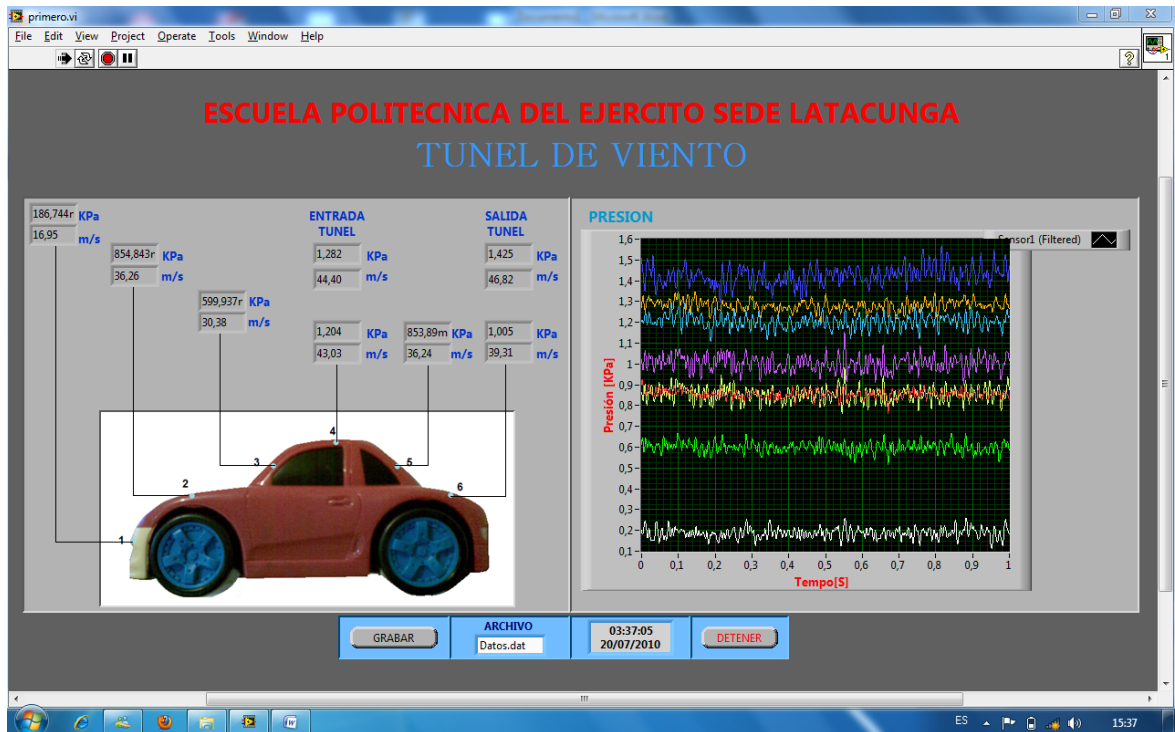 primero.vi
File Edit View Project Operate Tools Window Help
ESCUELA POLITECNICA DEL EJERCITO SEDE LATACUNGA
TUNEL DE VIENTO
186,744r KPa
16,95 m/s
854,843r KPa
36,26 m/s
599,937r KPa
30,38 m/s
ENTRADA
TUNEL
1,282 KPa
44,40 m/s
SALIDA
TUNEL
1,425 KPa
46,82 m/s
1,204 KPa
43,03 m/s
853,89m KPa
36,24 m/s
1,005 KPa
39,31 m/s
1
2
3
4
5
6
PRESION
Sensor1 (Filtered)
Presión [KPa]
1,6
1,5
1,4
1,3
1,2
1,1
1
0,9
0,8
0,7
0,6
0,5
0,4
0,3
0,2
0,1
0 0,1 0,2 0,3 0,4 0,5 0,6 0,7 0,8 0,9 1
Tempo[S]
GRABAR
ARCHIVO
Datos.dat
03:37:05
20/07/2010
DETENER
ES 15:37